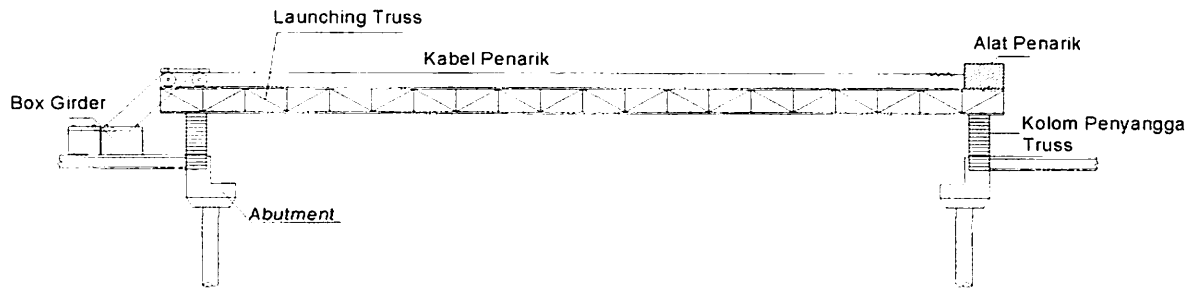 Launching Truss
Kabel Penarik
Alat Penarik
Box Girder
Kolom Penyangga
Truss
Abutment